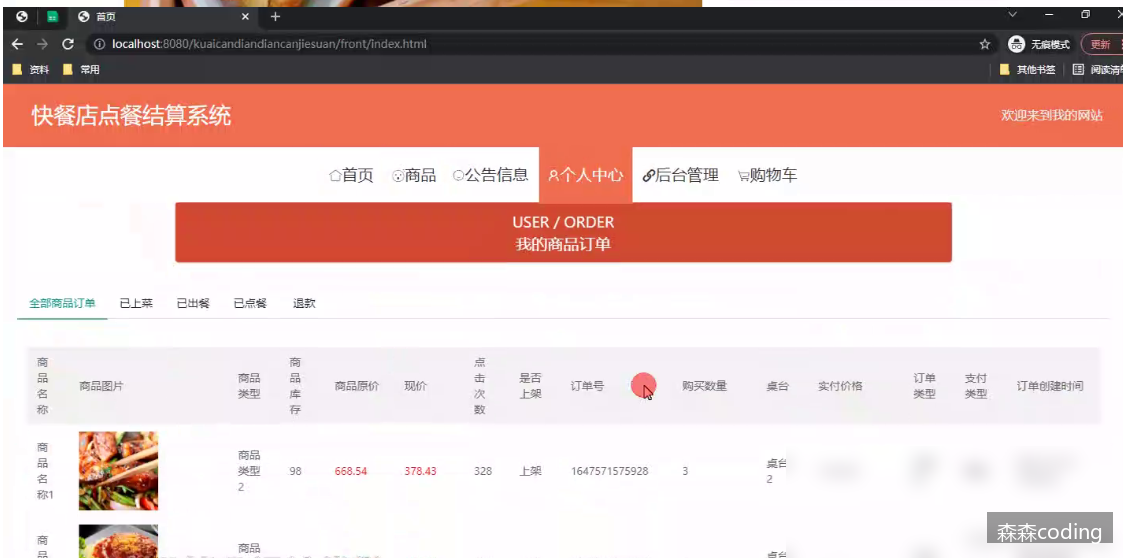 首页
localhost:8080/kuaicandiandiancanjiesuan/front/index.html
无痕模式
更新
资料
常用
其他书签
阅读清
快餐店点餐结算系统
欢迎来到我的网站
首页 商品 公告信息 个人中心 后台管理 购物车
USER / ORDER
我的商品订单
全部商品订单 已上菜 已出餐 已点餐 退款
商品名称 商品图片 商品类型 商品库存 商品原价 现价 点击次数 是否上架 订单号 购买数量 桌台 实付价格 订单类型 支付类型 订单创建时间
商品名称1 商品类型2 98 668.54 378.43 328 上架 1647571575928 3 桌台2
商品 商品 桌台
森森coding